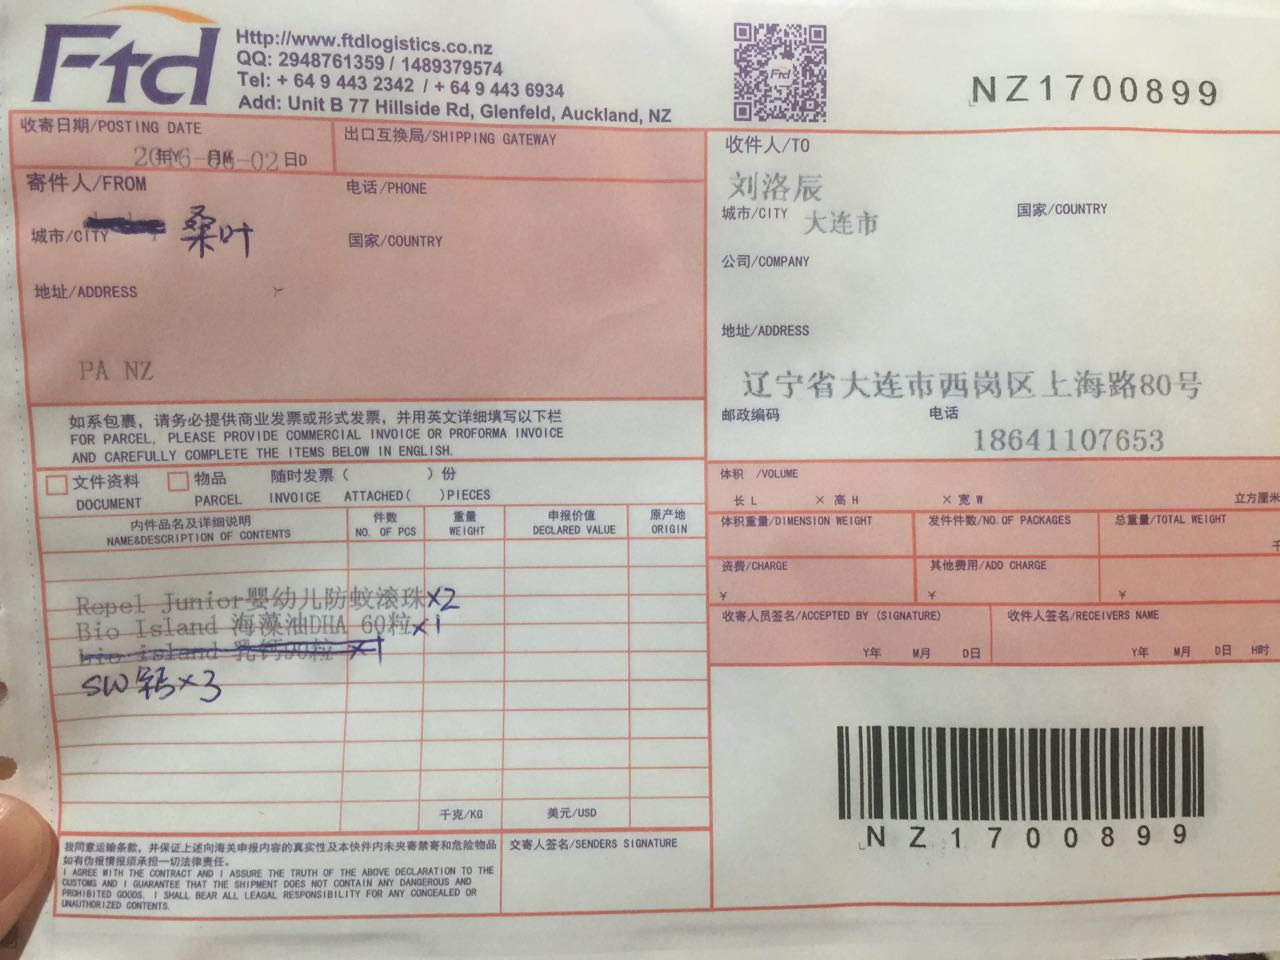 Ftd
Http://www.ftdlogistics.co.nz
QQ: 2948761359 / 1489379574
Tel: + 64 9 443 2342 / + 64 9 443 6934
Add: Unit B 77 Hillside Rd, Glenfeld, Auckland, NZ
Ftd
NZ1700899
收寄日期/POSTING DATE
年Y 月M 日D
出口互换局/SHIPPING GATEWAY
寄件人/FROM
电话/PHONE
城市/CITY
桑叶
国家/COUNTRY
地址/ADDRESS
PA NZ
收件人/TO
刘洛辰
城市/CITY 大连市
国家/COUNTRY
公司/COMPANY
地址/ADDRESS
辽宁省大连市西岗区上海路80号
邮政编码
电话
18641107653
如系包裹，请务必提供商业发票或形式发票，并用英文详细填写以下栏
FOR PARCEL, PLEASE PROVIDE COMMERCIAL INVOICE OR PROFORMA INVOICE
AND CAREFULLY COMPLETE THE ITEMS BELOW IN ENGLISH.
文件资料 物品 随时发票（ ）份
DOCUMENT PARCEL INVOICE ATTACHED( )PIECES
内件品名及详细说明 件数 重量 申报价值 原产地
NAME&DESCRIPTION OF CONTENTS NO. OF PCS WEIGHT DECLARED VALUE ORIGIN
Repel Junior婴幼儿防蚊滚珠×2
Bio Island 海藻油DHA 60粒×1
bio island 乳钙90粒 ×1
SW 钙×3
千克/KG 美元/USD
体积 /VOLUME
长 L × 高 H × 宽 W 立方厘米
体积重量/DIMENSION WEIGHT 发件件数/NO.OF PACKAGES 总重量/TOTAL WEIGHT
资费/CHARGE 其他费用/ADD CHARGE
￥ ￥ ￥
收寄人员签名/ACCEPTED BY (SIGNATURE) 收件人签名/RECEIVERS NAME
Y年 M月 D日 Y年 M月 D日 H时
NZ1700899
我同意运输条款，并保证上述向海关申报内容的真实性及本快件内未夹寄禁寄和危险物品
如有伪报情报须承担一切法律责任。
I AGREE WITH THE CONTRACT AND I ASSURE THE TRUTH OF THE ABOVE DECLARATION TO THE
CUSTOMS AND I GUARANTEE THAT THE SHIPMENT DOES NOT CONTAIN ANY DANGEROUS AND
PROHIBITED GOODS. I SHALL BEAR ALL LEAGAL RESPONSIBILITY FOR ANY CONCEALED OR
UNAUTHORIZED CONTENTS.
交寄人签名/SENDERS SIGNATURE